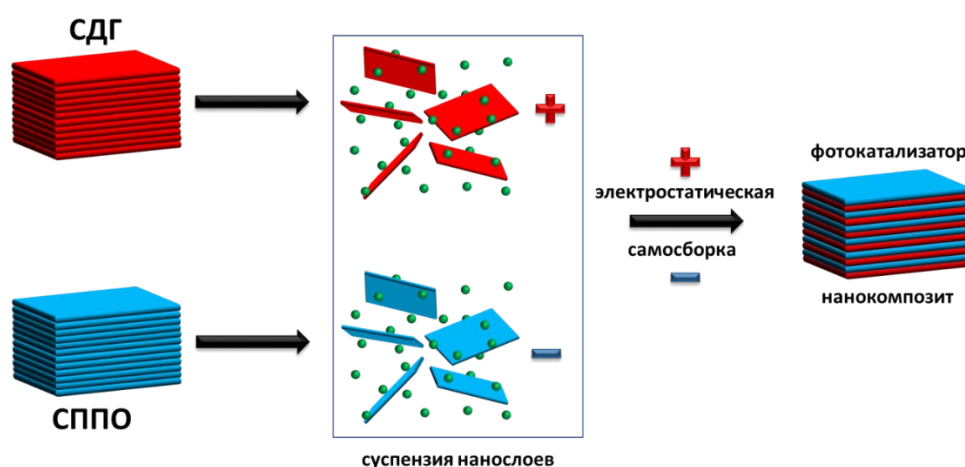 СДГ
СППО
суспензия нанослоев
электростатическая
самосборка
фотокатализатор
нанокомпозит